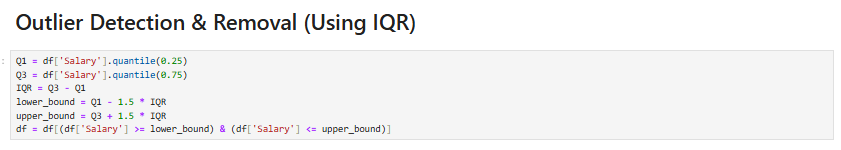 Outlier Detection & Removal (Using IQR)
:
Q1 = df['Salary'].quantile(0.25)
Q3 = df['Salary'].quantile(0.75)
IQR = Q3 - Q1
lower_bound = Q1 - 1.5 * IQR
upper_bound = Q3 + 1.5 * IQR
df = df[(df['Salary'] >= lower_bound) & (df['Salary'] <= upper_bound)]